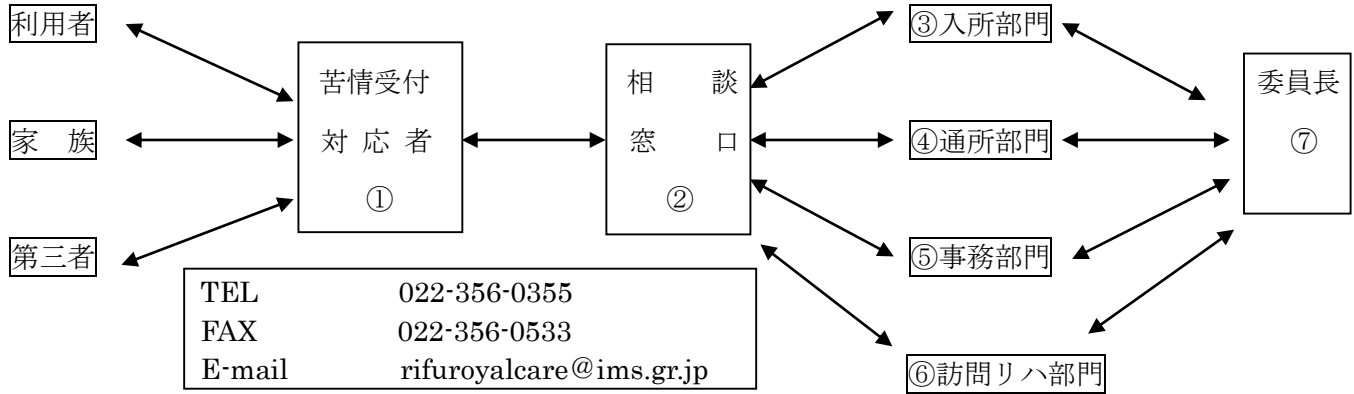 利用者
家　族
第三者
苦情受付
対 応 者
①
相　　談
窓　　口
②
③入所部門
④通所部門
⑤事務部門
⑥訪問リハ部門
委員長
⑦
TEL 022-356-0355
FAX 022-356-0533
E-mail rifuroyalcare@ims.gr.jp